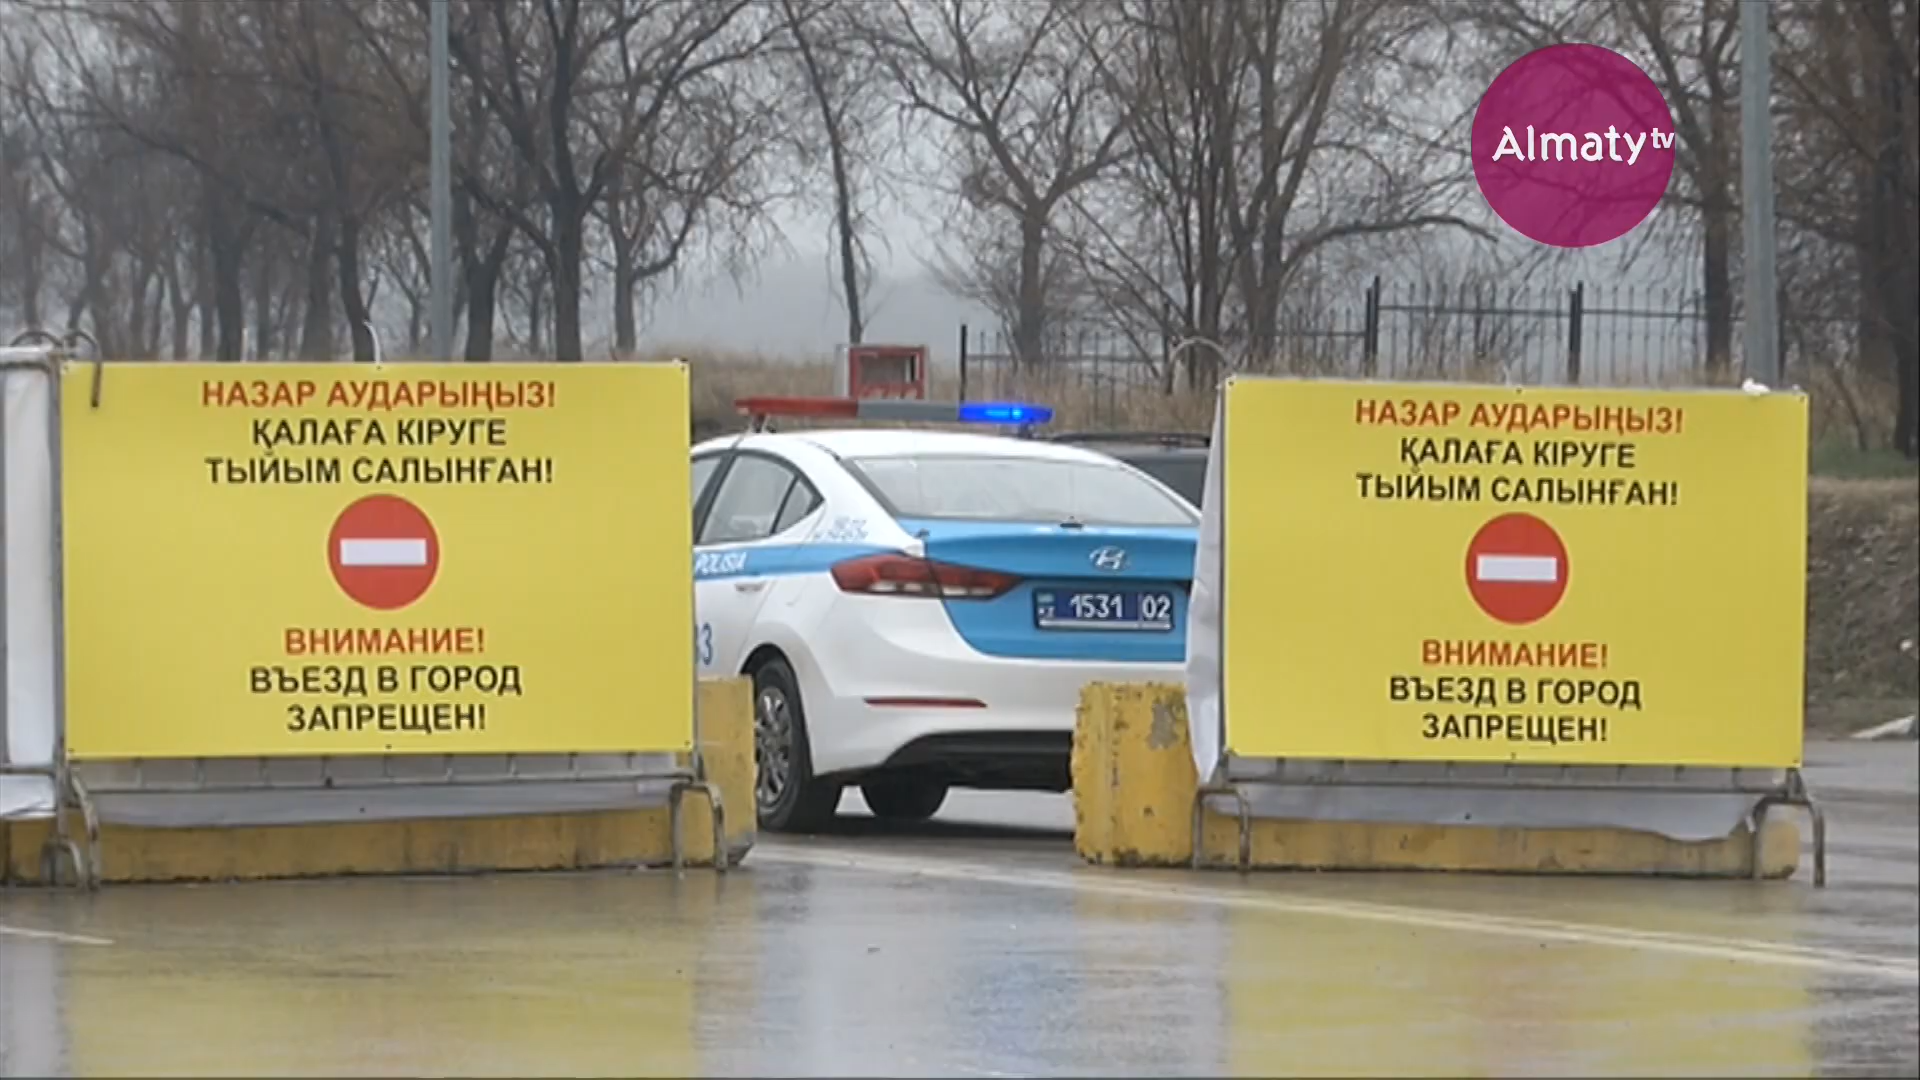 Almaty tv
НАЗАР АУДАРЫҢЫЗ!
ҚАЛАҒА КІРУГЕ
ТЫЙЫМ САЛЫНҒАН!
ВНИМАНИЕ!
ВЪЕЗД В ГОРОД
ЗАПРЕЩЕН!
POLISIA
1531 02
НАЗАР АУДАРЫҢЫЗ!
ҚАЛАҒА КІРУГЕ
ТЫЙЫМ САЛЫНҒАН!
ВНИМАНИЕ!
ВЪЕЗД В ГОРОД
ЗАПРЕЩЕН!